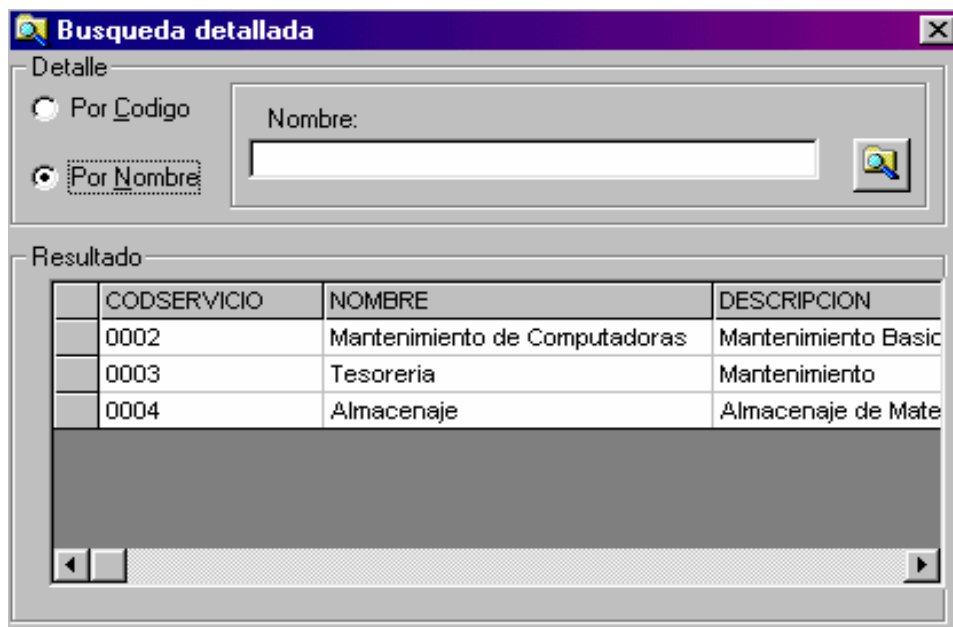 Busqueda detallada
Detalle
Por Codigo
Nombre:
Por Nombre
Resultado
CODSERVICIO NOMBRE DESCRIPCION
0002 Mantenimiento de Computadoras Mantenimiento Basic
0003 Tesoreria Mantenimiento
0004 Almacenaje Almacenaje de Mate